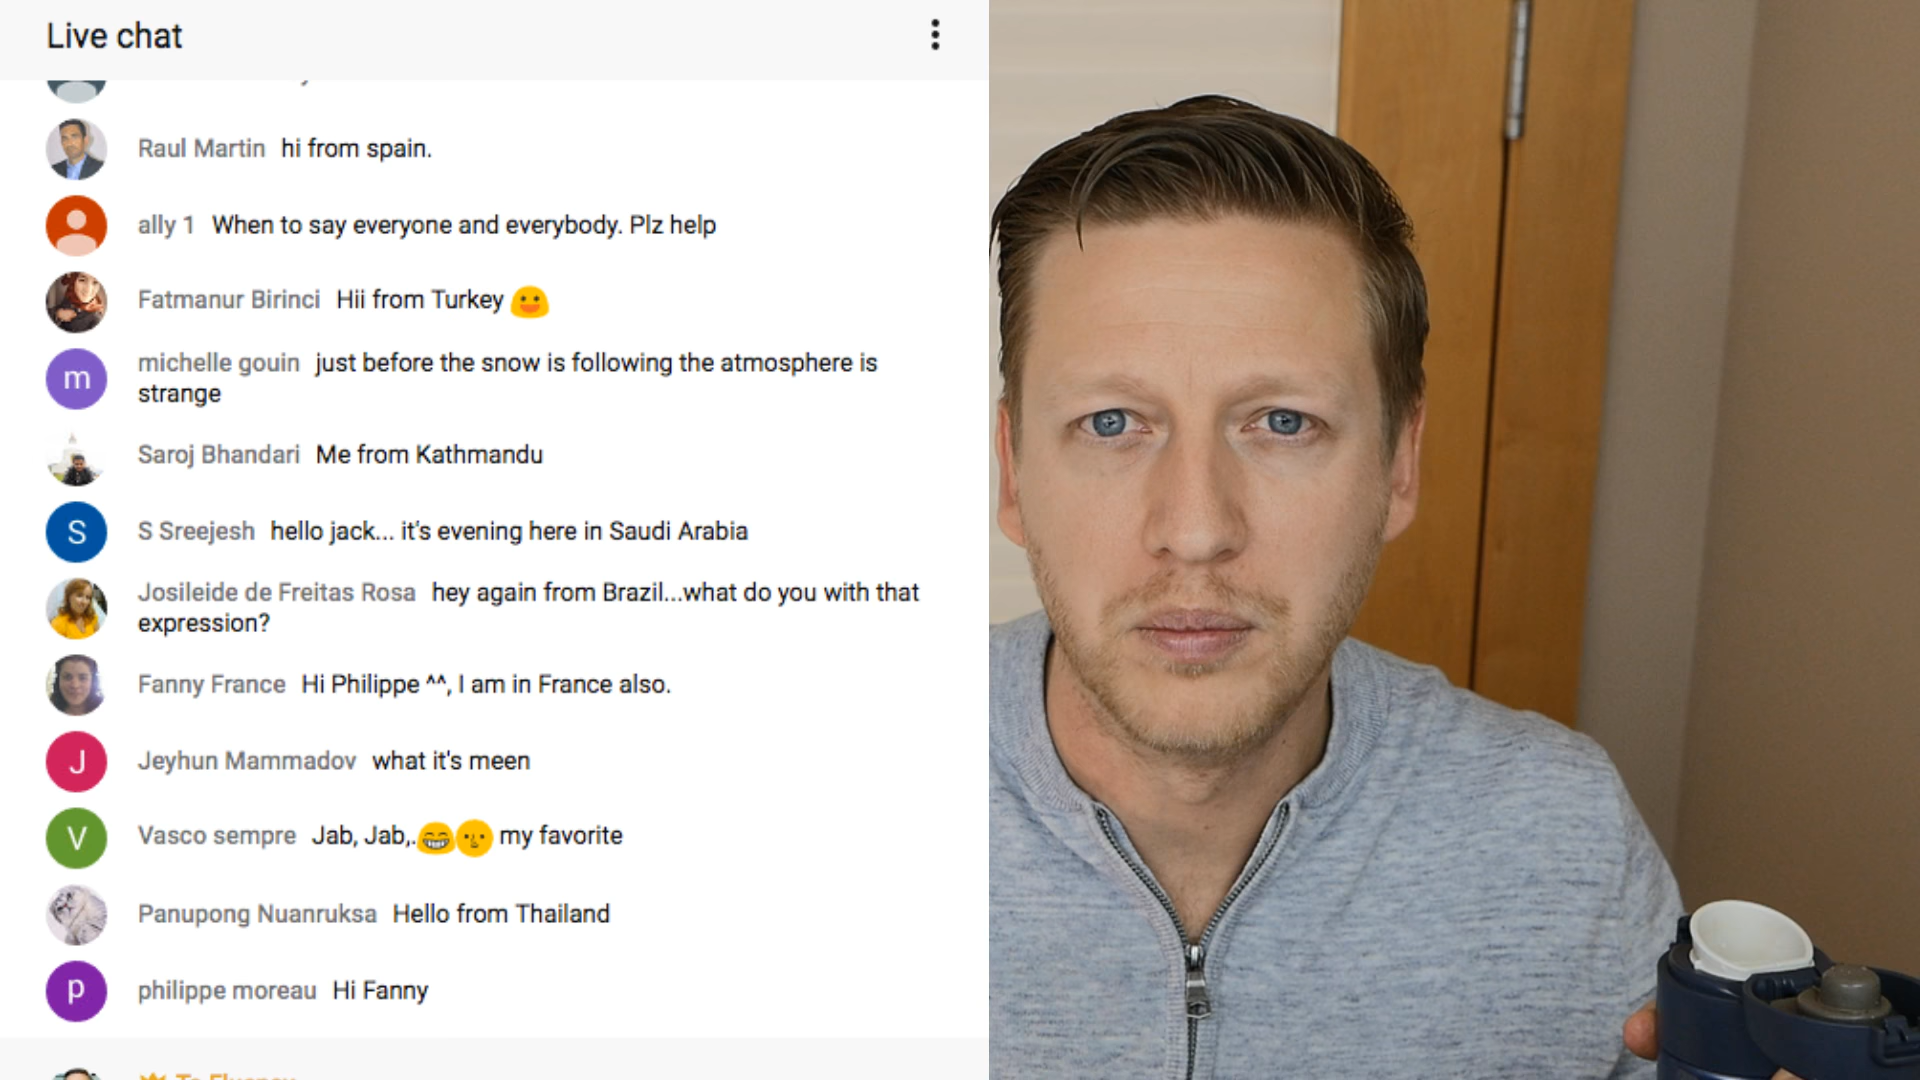 Live chat
Raul Martin hi from spain.
ally 1 When to say everyone and everybody. Plz help
Fatmanur Birinci Hii from Turkey
michelle gouin just before the snow is following the atmosphere is
strange
Saroj Bhandari Me from Kathmandu
S S Sreejesh hello jack... it's evening here in Saudi Arabia
Josileide de Freitas Rosa hey again from Brazil...what do you with that
expression?
Fanny France Hi Philippe ^^, I am in France also.
J Jeyhun Mammadov what it's meen
V Vasco sempre Jab, Jab,. my favorite
Panupong Nuanruksa Hello from Thailand
p philippe moreau Hi Fanny
To Fluency